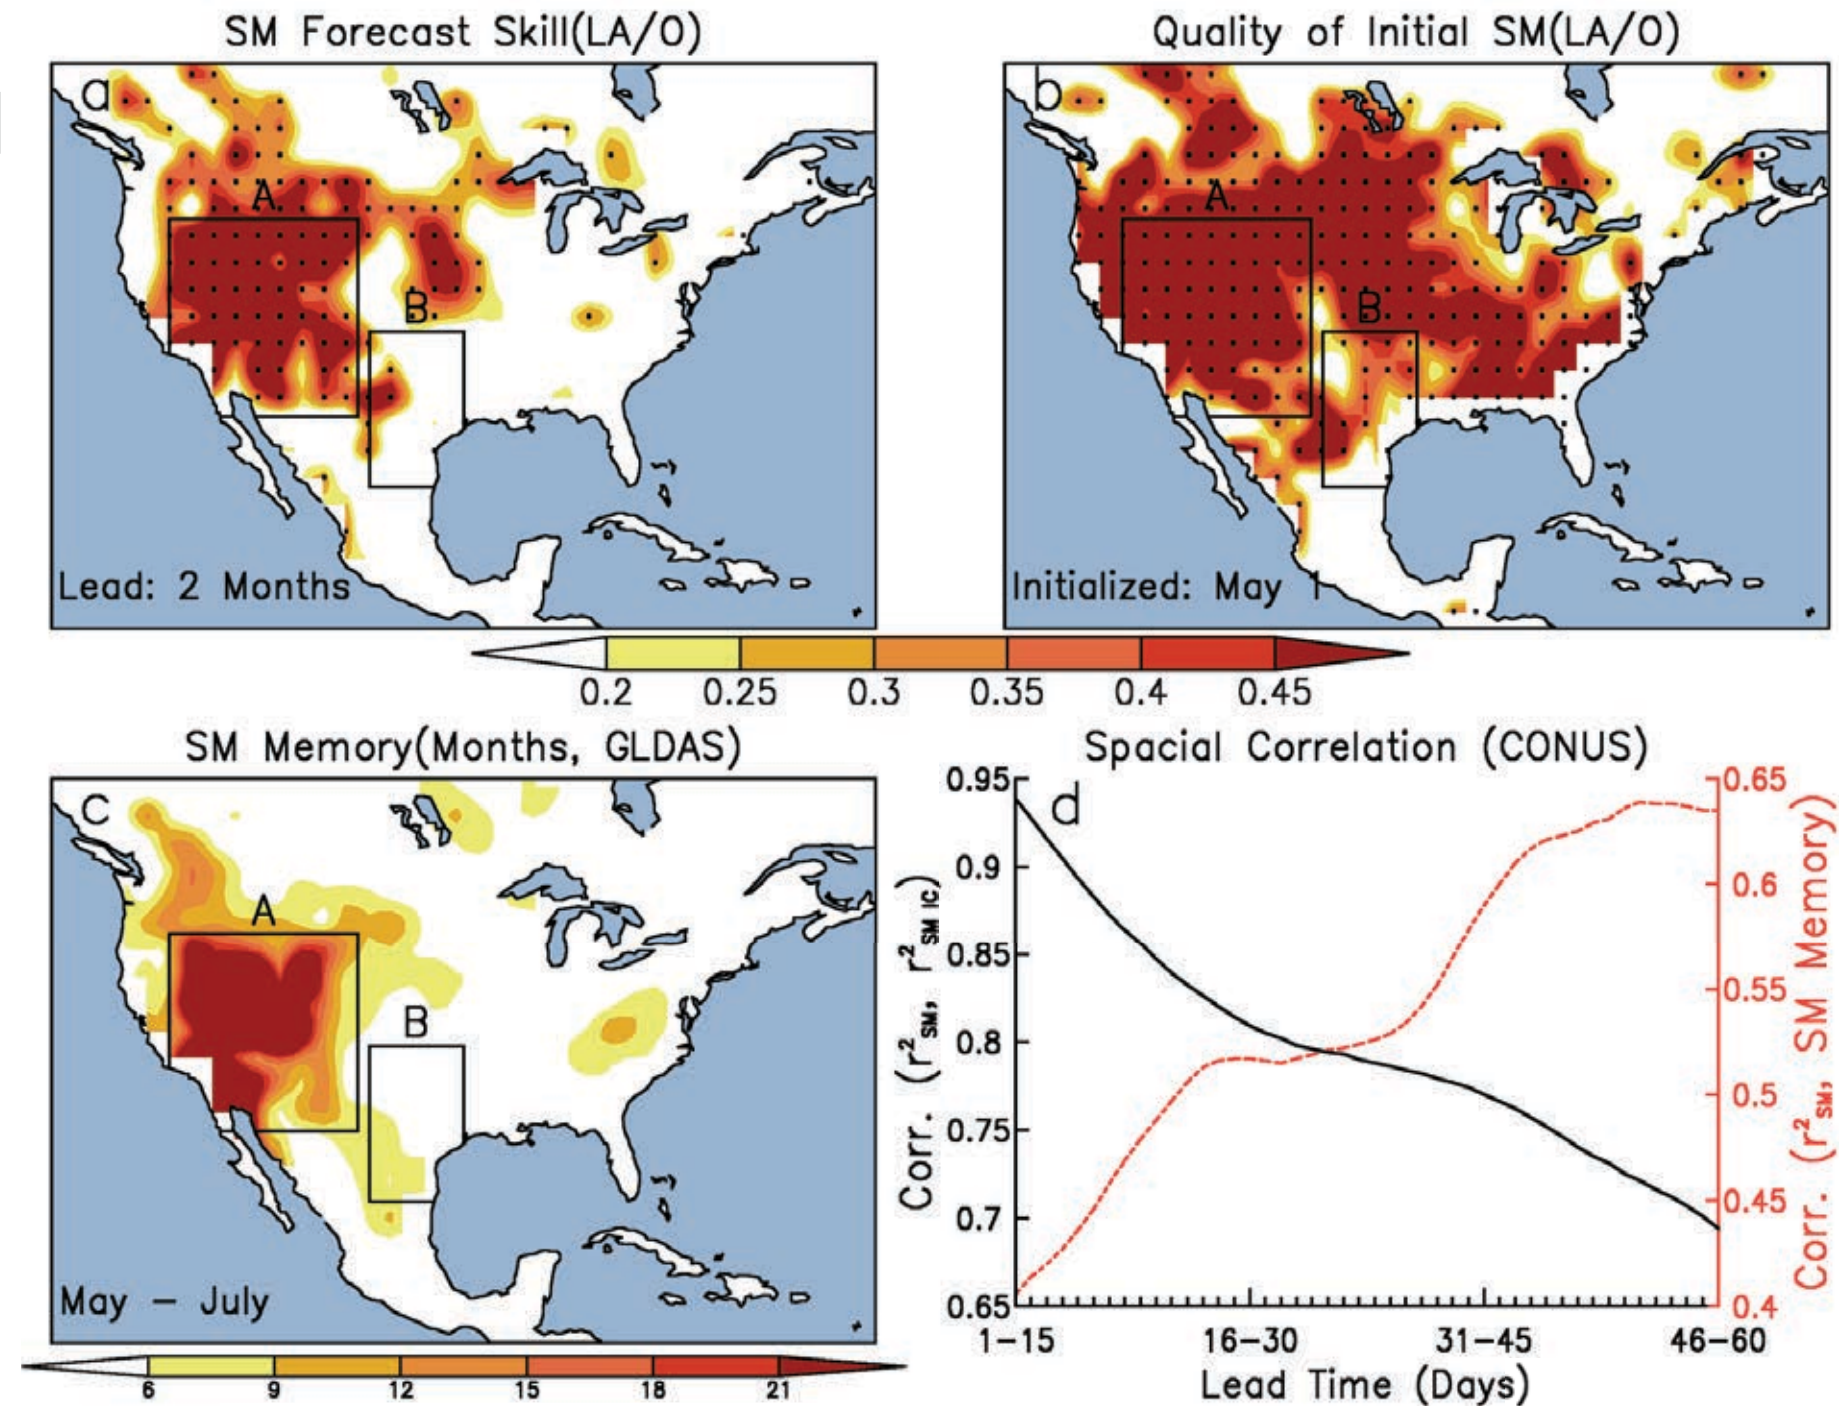 SM Forecast Skill(LA/O)
a
A
B
Lead: 2 Months
Quality of Initial SM(LA/O)
b
A
B
Initialized: May 1
0.2 0.25 0.3 0.35 0.4 0.45
SM Memory(Months, GLDAS)
c
A
B
May – July
6 9 12 15 18 21
Spacial Correlation (CONUS)
d
0.95
0.9
0.85
0.8
0.75
0.7
0.65
Corr. (r²SM, r²SM IC)
0.65
0.6
0.55
0.5
0.45
0.4
Corr. (r²SM, SM Memory)
1–15 16–30 31–45 46–60
Lead Time (Days)